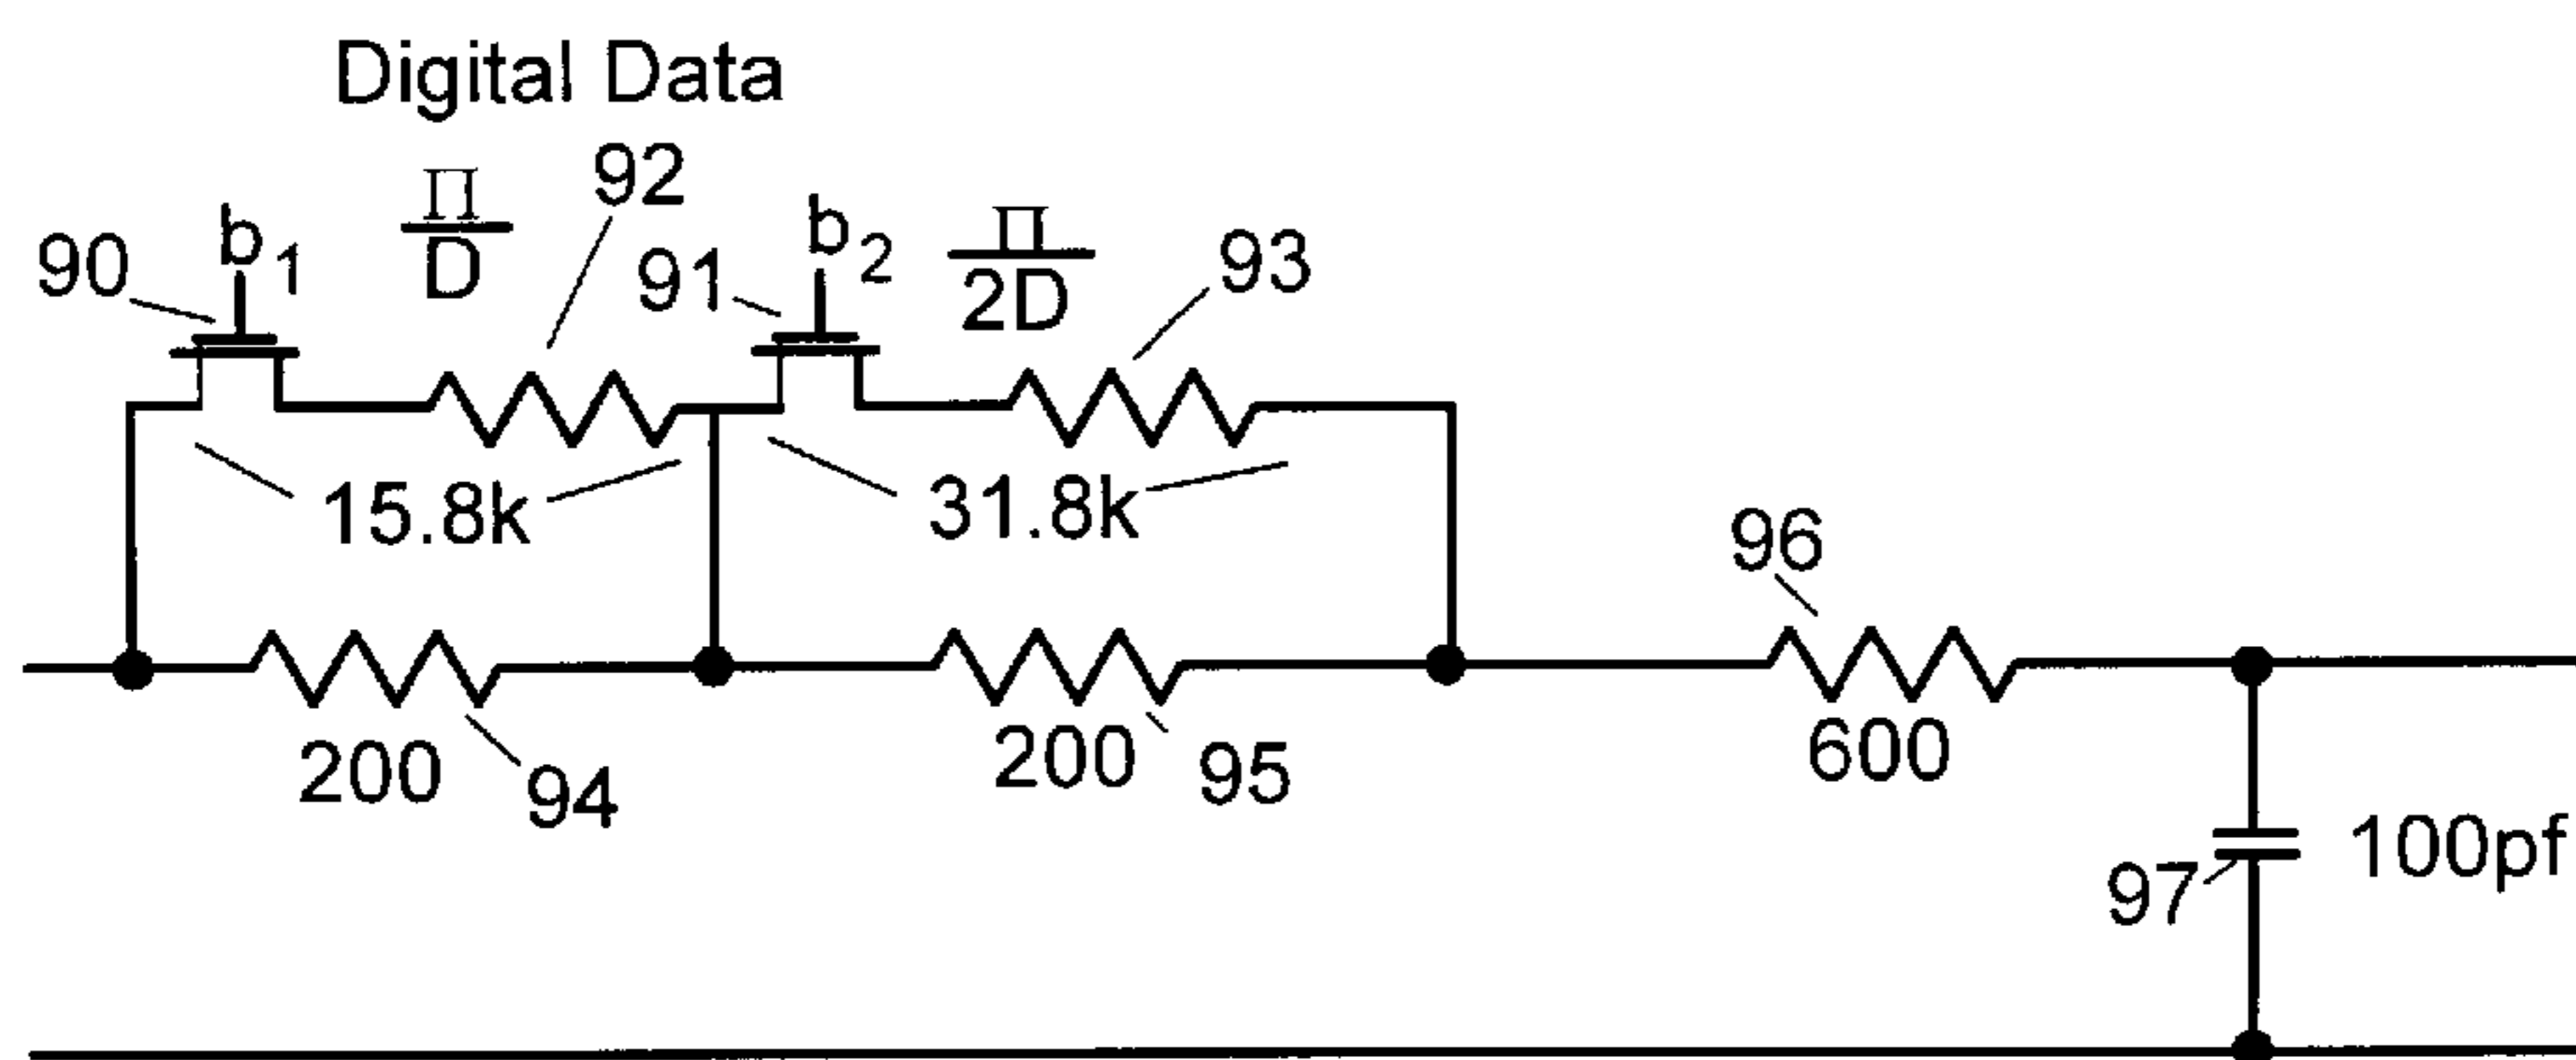 Digital Data
90
b1
Π
D
92
91
b2
Π
2D
93
15.8k
31.8k
96
200
94
200
95
600
97
100pf